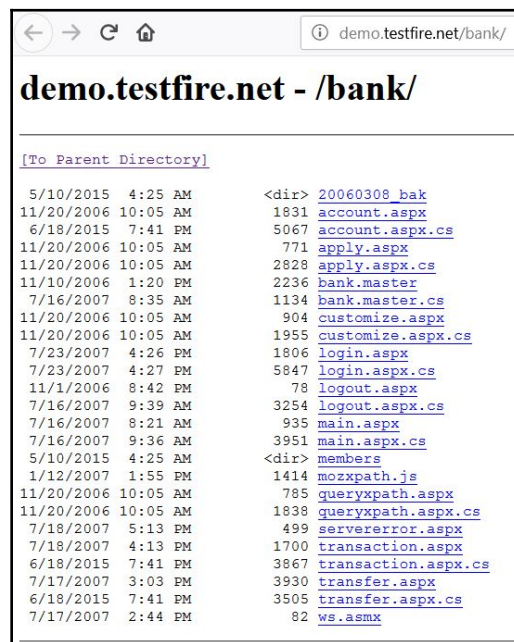 demo.testfire.net/bank/
demo.testfire.net - /bank/
[To Parent Directory]
5/10/2015 4:25 AM <dir> 20060308_bak
11/20/2006 10:05 AM 1831 account.aspx
6/18/2015 7:41 PM 5067 account.aspx.cs
11/20/2006 10:05 AM 771 apply.aspx
11/20/2006 10:05 AM 2828 apply.aspx.cs
11/10/2006 1:20 PM 2236 bank.master
7/16/2007 8:35 AM 1134 bank.master.cs
11/20/2006 10:05 AM 904 customize.aspx
11/20/2006 10:05 AM 1955 customize.aspx.cs
7/23/2007 4:26 PM 1806 login.aspx
7/23/2007 4:27 PM 5847 login.aspx.cs
11/1/2006 8:42 PM 78 logout.aspx
7/16/2007 9:39 AM 3254 logout.aspx.cs
7/16/2007 8:21 AM 935 main.aspx
7/16/2007 9:36 AM 3951 main.aspx.cs
5/10/2015 4:25 AM <dir> members
1/12/2007 1:55 PM 1414 mozxpath.js
11/20/2006 10:05 AM 785 queryxpath.aspx
11/20/2006 10:05 AM 1838 queryxpath.aspx.cs
7/18/2007 5:13 PM 499 servererror.aspx
7/18/2007 4:13 PM 1700 transaction.aspx
6/18/2015 7:41 PM 3867 transaction.aspx.cs
7/17/2007 3:03 PM 3930 transfer.aspx
6/18/2015 7:41 PM 3505 transfer.aspx.cs
7/17/2007 2:44 PM 82 ws.asmx